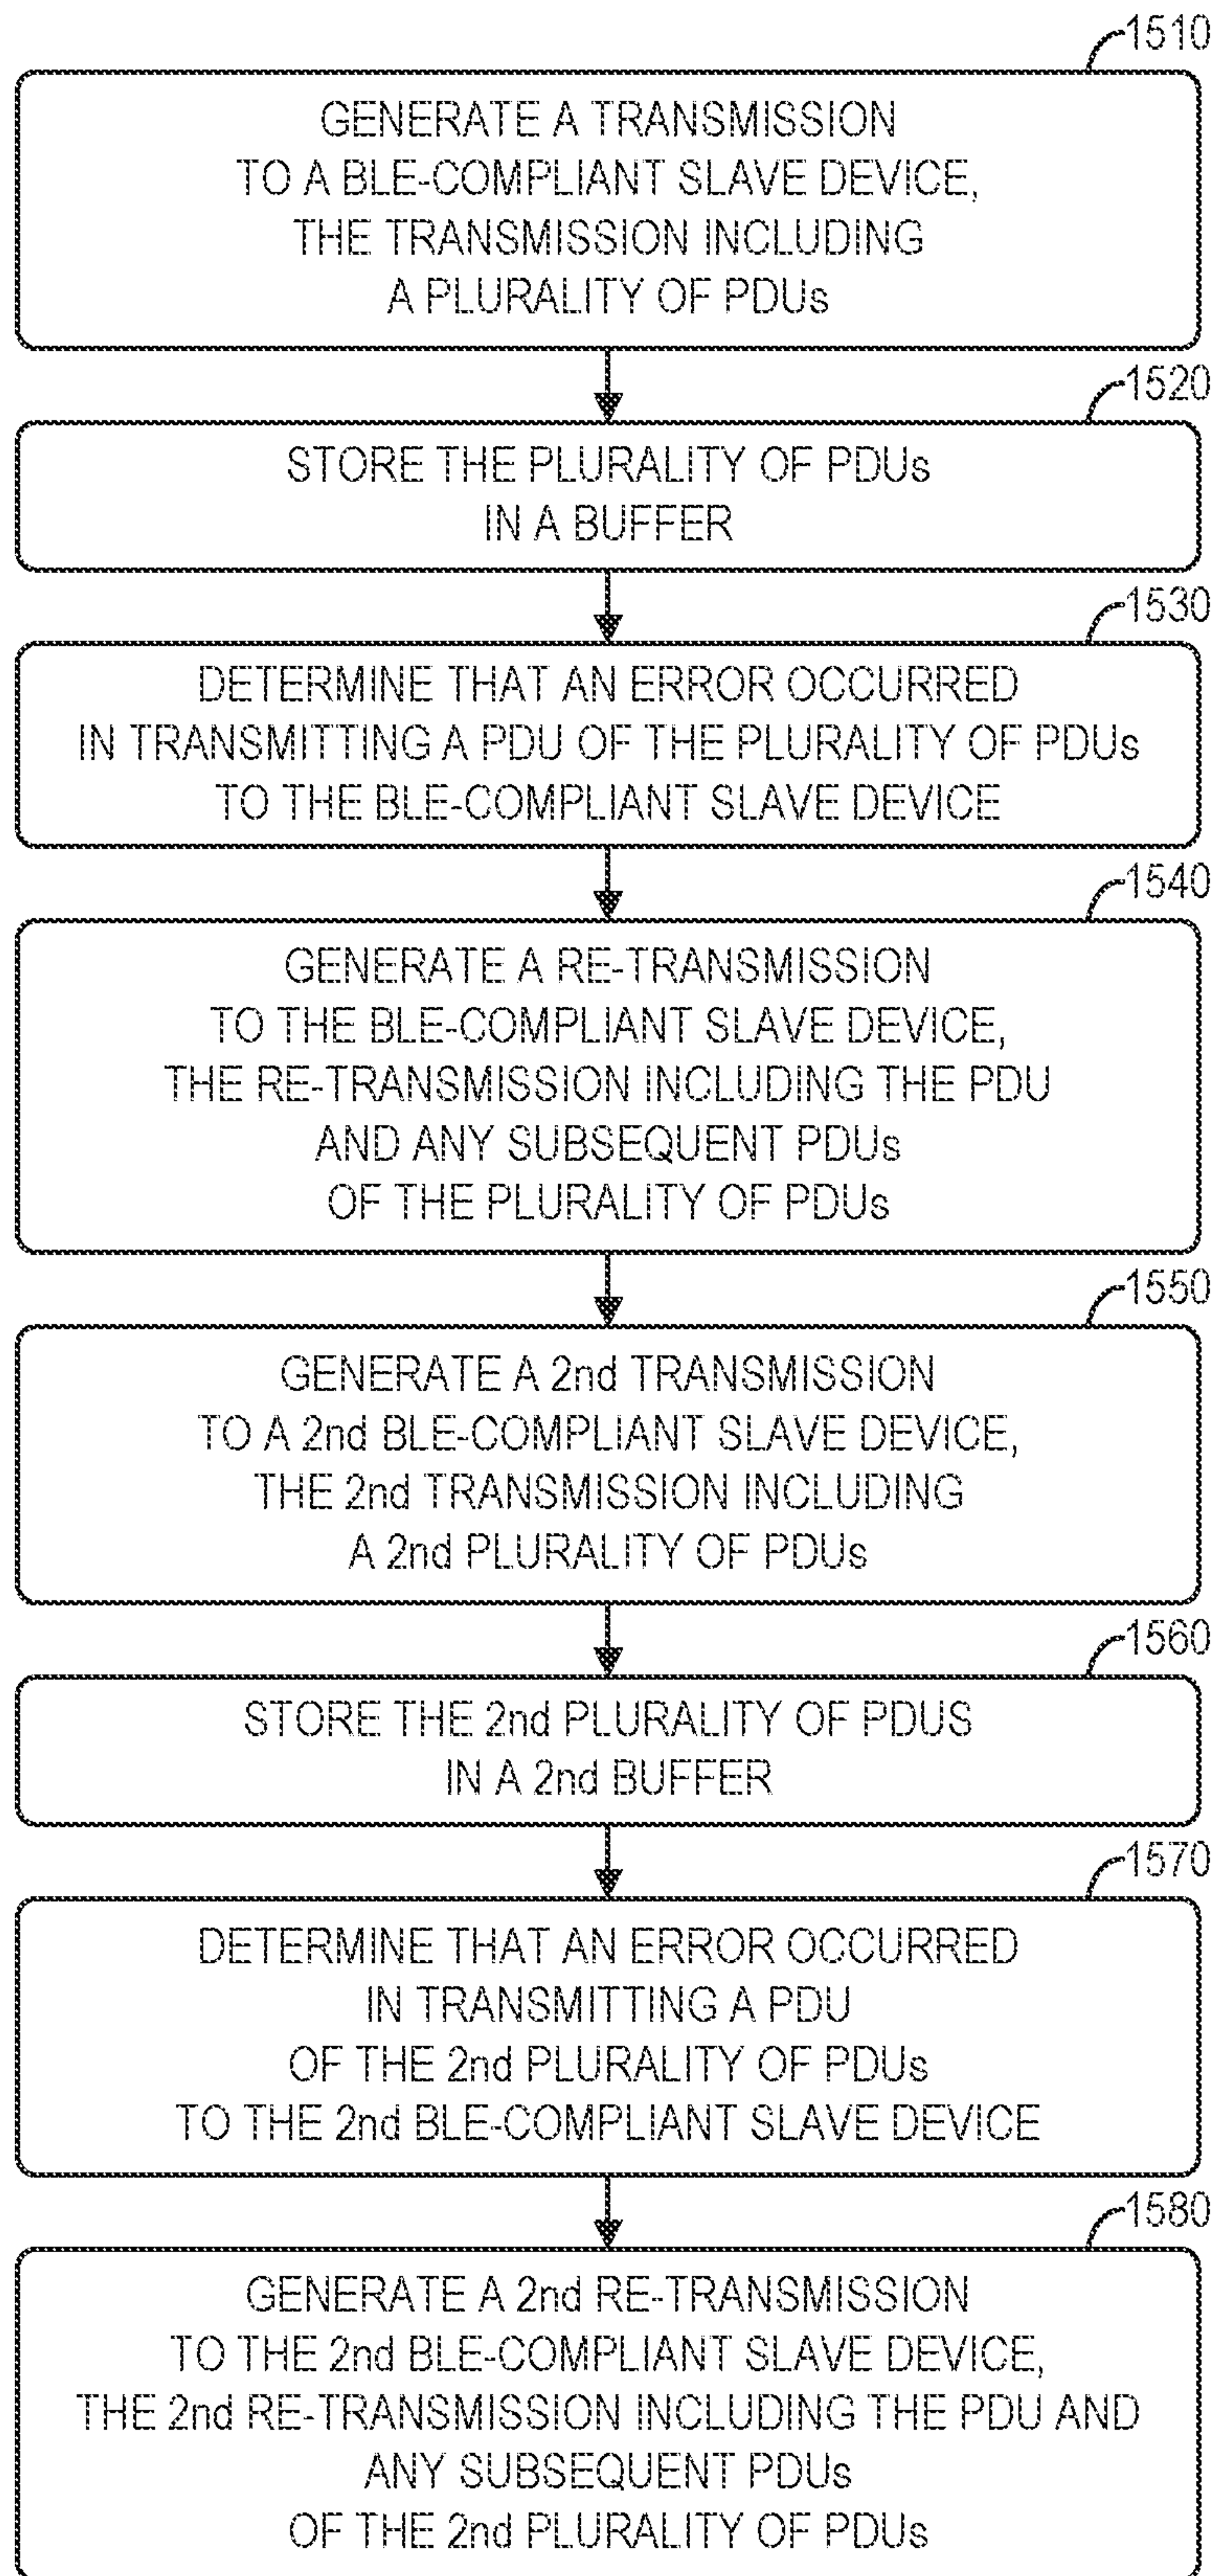 1510
GENERATE A TRANSMISSION
TO A BLE-COMPLIANT SLAVE DEVICE,
THE TRANSMISSION INCLUDING
A PLURALITY OF PDUs
1520
STORE THE PLURALITY OF PDUs
IN A BUFFER
1530
DETERMINE THAT AN ERROR OCCURRED
IN TRANSMITTING A PDU OF THE PLURALITY OF PDUs
TO THE BLE-COMPLIANT SLAVE DEVICE
1540
GENERATE A RE-TRANSMISSION
TO THE BLE-COMPLIANT SLAVE DEVICE,
THE RE-TRANSMISSION INCLUDING THE PDU
AND ANY SUBSEQUENT PDUs
OF THE PLURALITY OF PDUs
1550
GENERATE A 2nd TRANSMISSION
TO A 2nd BLE-COMPLIANT SLAVE DEVICE,
THE 2nd TRANSMISSION INCLUDING
A 2nd PLURALITY OF PDUs
1560
STORE THE 2nd PLURALITY OF PDUS
IN A 2nd BUFFER
1570
DETERMINE THAT AN ERROR OCCURRED
IN TRANSMITTING A PDU
OF THE 2nd PLURALITY OF PDUs
TO THE 2nd BLE-COMPLIANT SLAVE DEVICE
1580
GENERATE A 2nd RE-TRANSMISSION
TO THE 2nd BLE-COMPLIANT SLAVE DEVICE,
THE 2nd RE-TRANSMISSION INCLUDING THE PDU AND
ANY SUBSEQUENT PDUs
OF THE 2nd PLURALITY OF PDUs